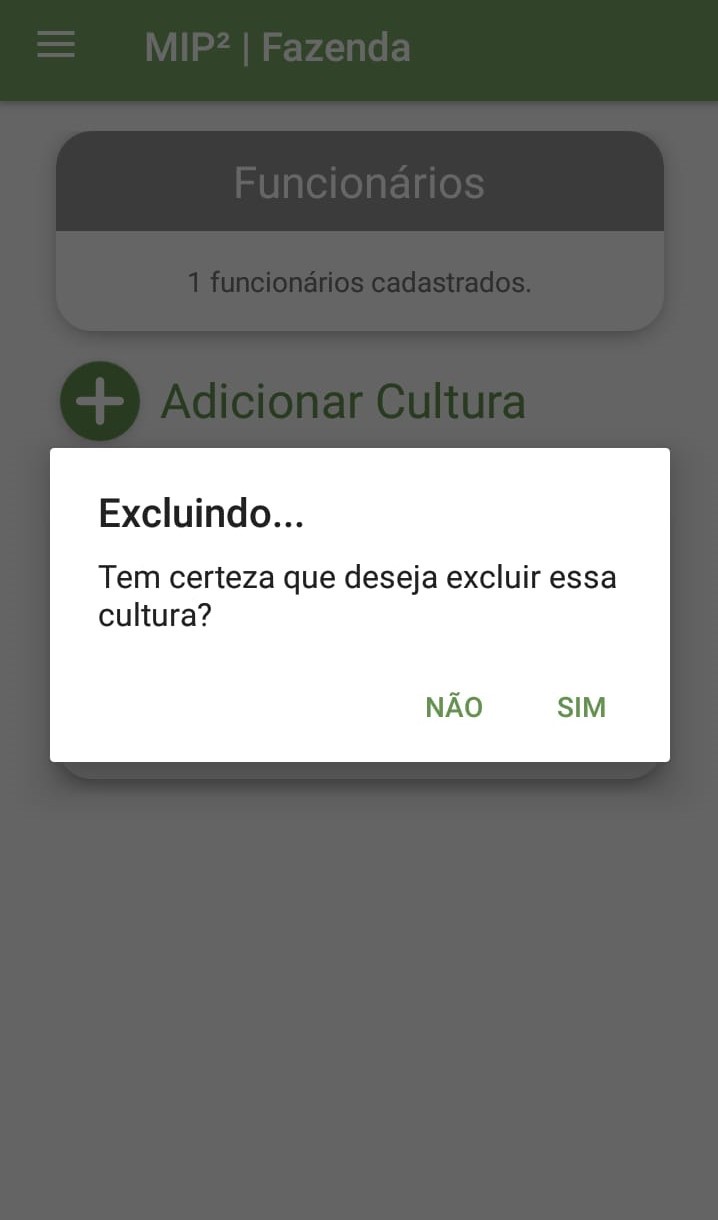 MIP² | Fazenda
Funcionários
1 funcionários cadastrados.
Adicionar Cultura
Excluindo...
Tem certeza que deseja excluir essa
cultura?
NÃO SIM